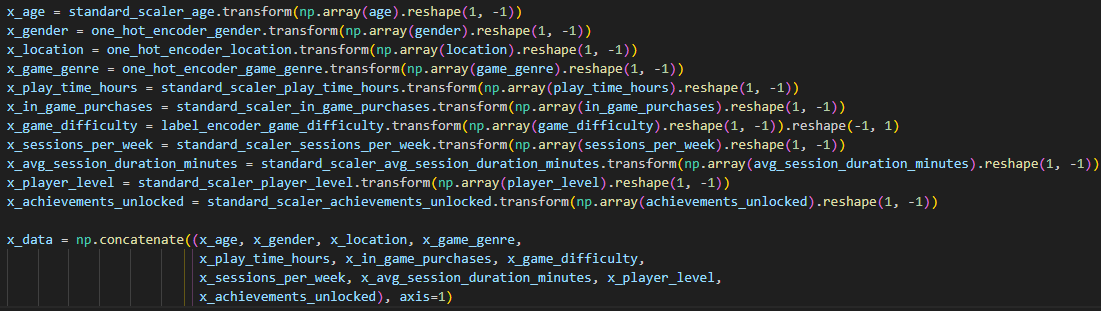 x_age = standard_scaler_age.transform(np.array(age).reshape(1, -1))
x_gender = one_hot_encoder_gender.transform(np.array(gender).reshape(1, -1))
x_location = one_hot_encoder_location.transform(np.array(location).reshape(1, -1))
x_game_genre = one_hot_encoder_game_genre.transform(np.array(game_genre).reshape(1, -1))
x_play_time_hours = standard_scaler_play_time_hours.transform(np.array(play_time_hours).reshape(1, -1))
x_in_game_purchases = standard_scaler_in_game_purchases.transform(np.array(in_game_purchases).reshape(1, -1))
x_game_difficulty = label_encoder_game_difficulty.transform(np.array(game_difficulty).reshape(1, -1)).reshape(-1, 1)
x_sessions_per_week = standard_scaler_sessions_per_week.transform(np.array(sessions_per_week).reshape(1, -1))
x_avg_session_duration_minutes = standard_scaler_avg_session_duration_minutes.transform(np.array(avg_session_duration_minutes).reshape(1, -1))
x_player_level = standard_scaler_player_level.transform(np.array(player_level).reshape(1, -1))
x_achievements_unlocked = standard_scaler_achievements_unlocked.transform(np.array(achievements_unlocked).reshape(1, -1))

x_data = np.concatenate((x_age, x_gender, x_location, x_game_genre,
                         x_play_time_hours, x_in_game_purchases, x_game_difficulty,
                         x_sessions_per_week, x_avg_session_duration_minutes, x_player_level,
                         x_achievements_unlocked), axis=1)